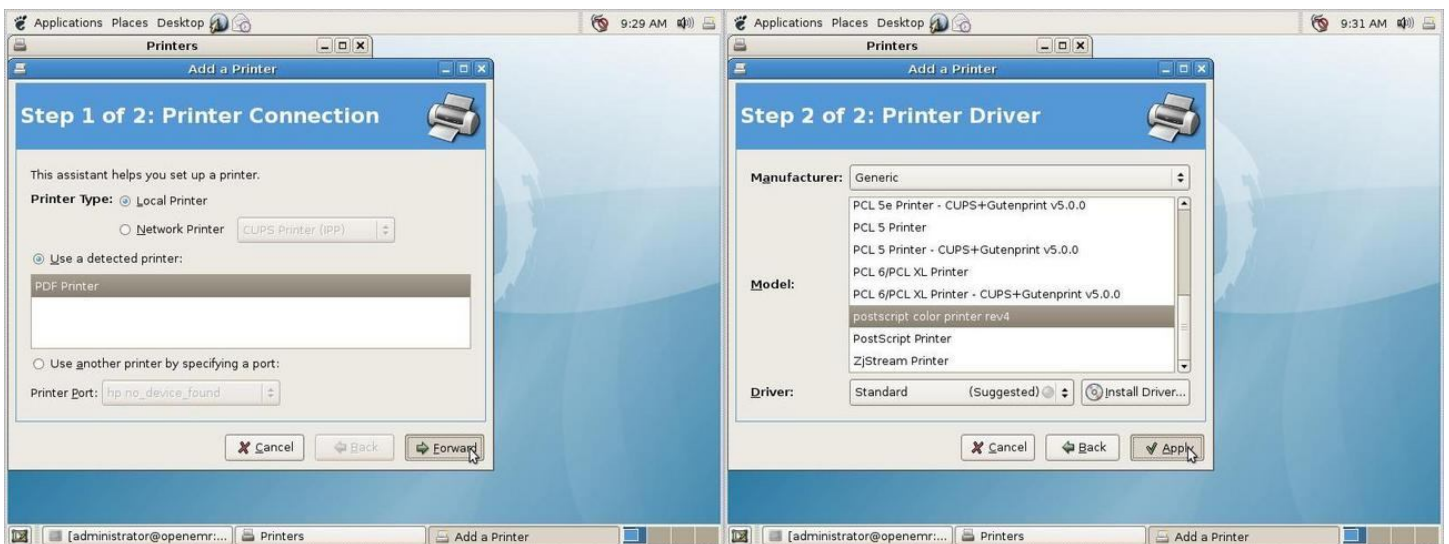 Applications Places Desktop
9:29 AM
Printers
Add a Printer
Step 1 of 2: Printer Connection
This assistant helps you set up a printer.
Printer Type: Local Printer
Network Printer CUPS Printer (IPP)
Use a detected printer:
PDF Printer
Use another printer by specifying a port:
Printer Port: hp no_device_found
Cancel Back Forward
[administrator@openemr:... Printers Add a Printer
Applications Places Desktop
9:31 AM
Printers
Add a Printer
Step 2 of 2: Printer Driver
Manufacturer: Generic
PCL 5e Printer - CUPS+Gutenprint v5.0.0
PCL 5 Printer
PCL 5 Printer - CUPS+Gutenprint v5.0.0
PCL 6/PCL XL Printer
Model:
PCL 6/PCL XL Printer - CUPS+Gutenprint v5.0.0
postscript color printer rev4
PostScript Printer
ZjStream Printer
Driver: Standard (Suggested) Install Driver...
Cancel Back Apply
[administrator@openemr:... Printers Add a Printer